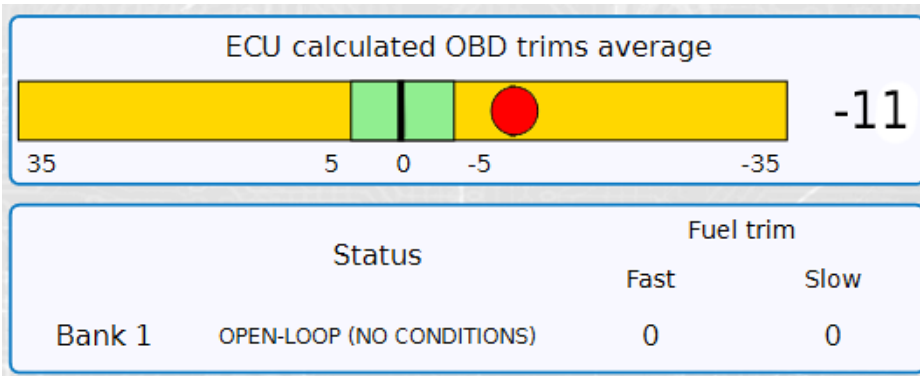 ECU calculated OBD trims average
-11
35 5 0 -5 -35
Fuel trim
Status
Fast Slow
Bank 1 OPEN-LOOP (NO CONDITIONS) 0 0